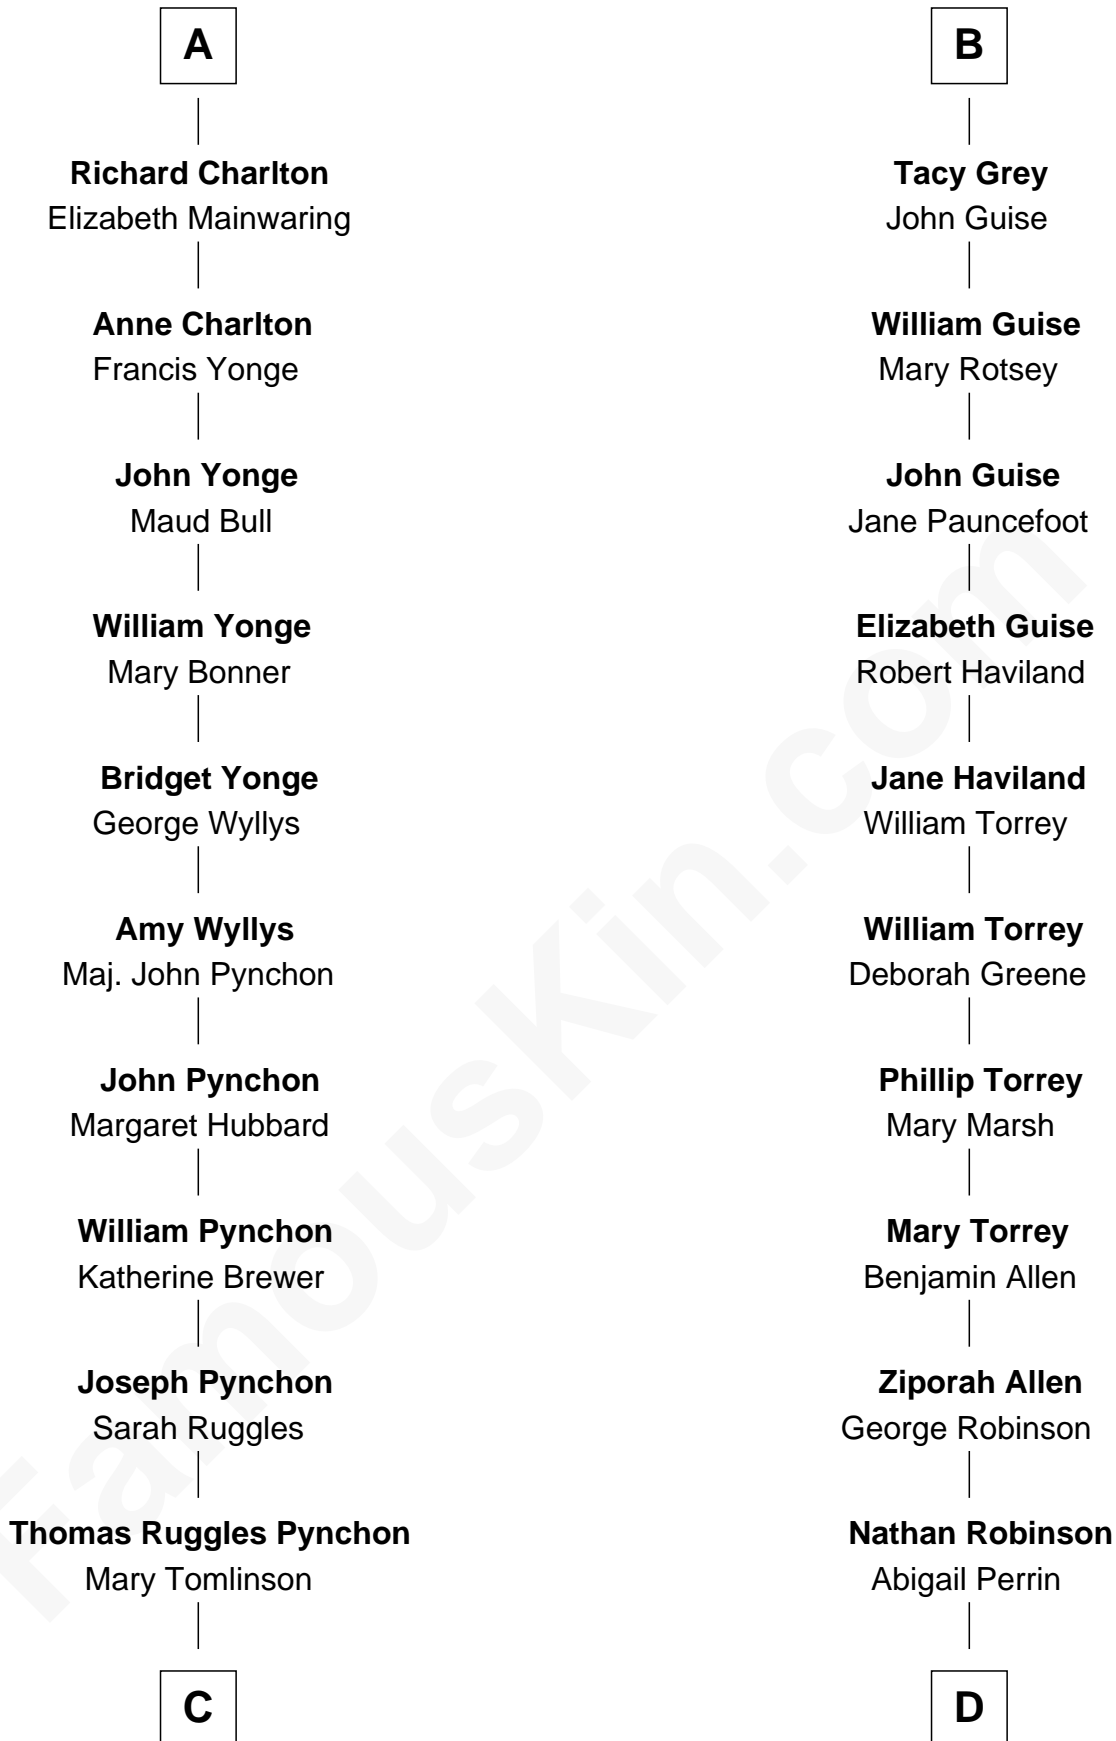 A
Richard Charlton
Elizabeth Mainwaring
Anne Charlton
Francis Yonge
John Yonge
Maud Bull
William Yonge
Mary Bonner
Bridget Yonge
George Wyllys
Amy Wyllys
Maj. John Pynchon
John Pynchon
Margaret Hubbard
William Pynchon
Katherine Brewer
Joseph Pynchon
Sarah Ruggles
Thomas Ruggles Pynchon
Mary Tomlinson
C
B
Tacy Grey
John Guise
William Guise
Mary Rotsey
John Guise
Jane Pauncefoot
Elizabeth Guise
Robert Haviland
Jane Haviland
William Torrey
William Torrey
Deborah Greene
Phillip Torrey
Mary Marsh
Mary Torrey
Benjamin Allen
Ziporah Allen
George Robinson
Nathan Robinson
Abigail Perrin
D
FamousKin.com